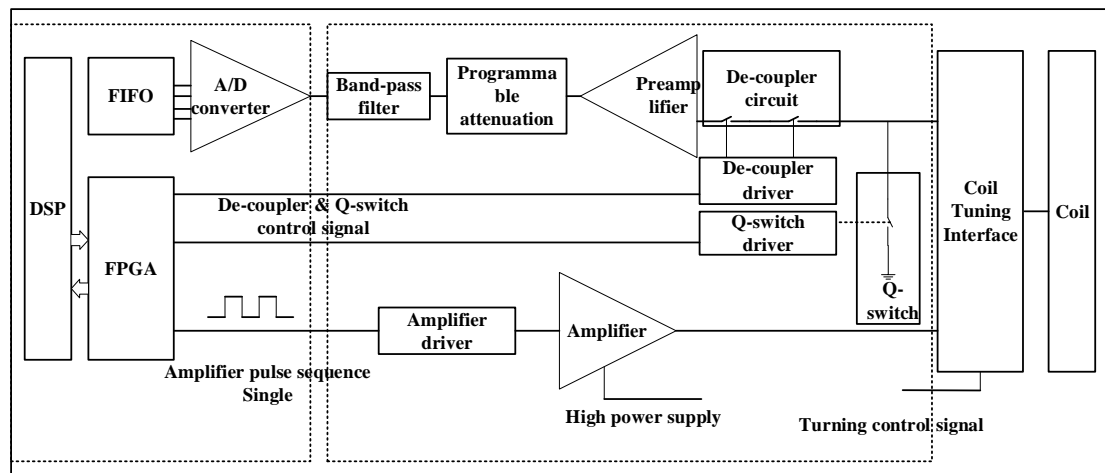 DSP
FIFO
A/D
converter
Band-pass
filter
Programma
ble
attenuation
Preamp
lifier
De-coupler
circuit
De-coupler
driver
De-coupler & Q-switch
control signal
Q-switch
driver
Q-
switch
FPGA
Amplifier pulse sequence
Single
Amplifier
driver
Amplifier
High power supply
Coil
Tuning
Interface
Coil
Turning control signal